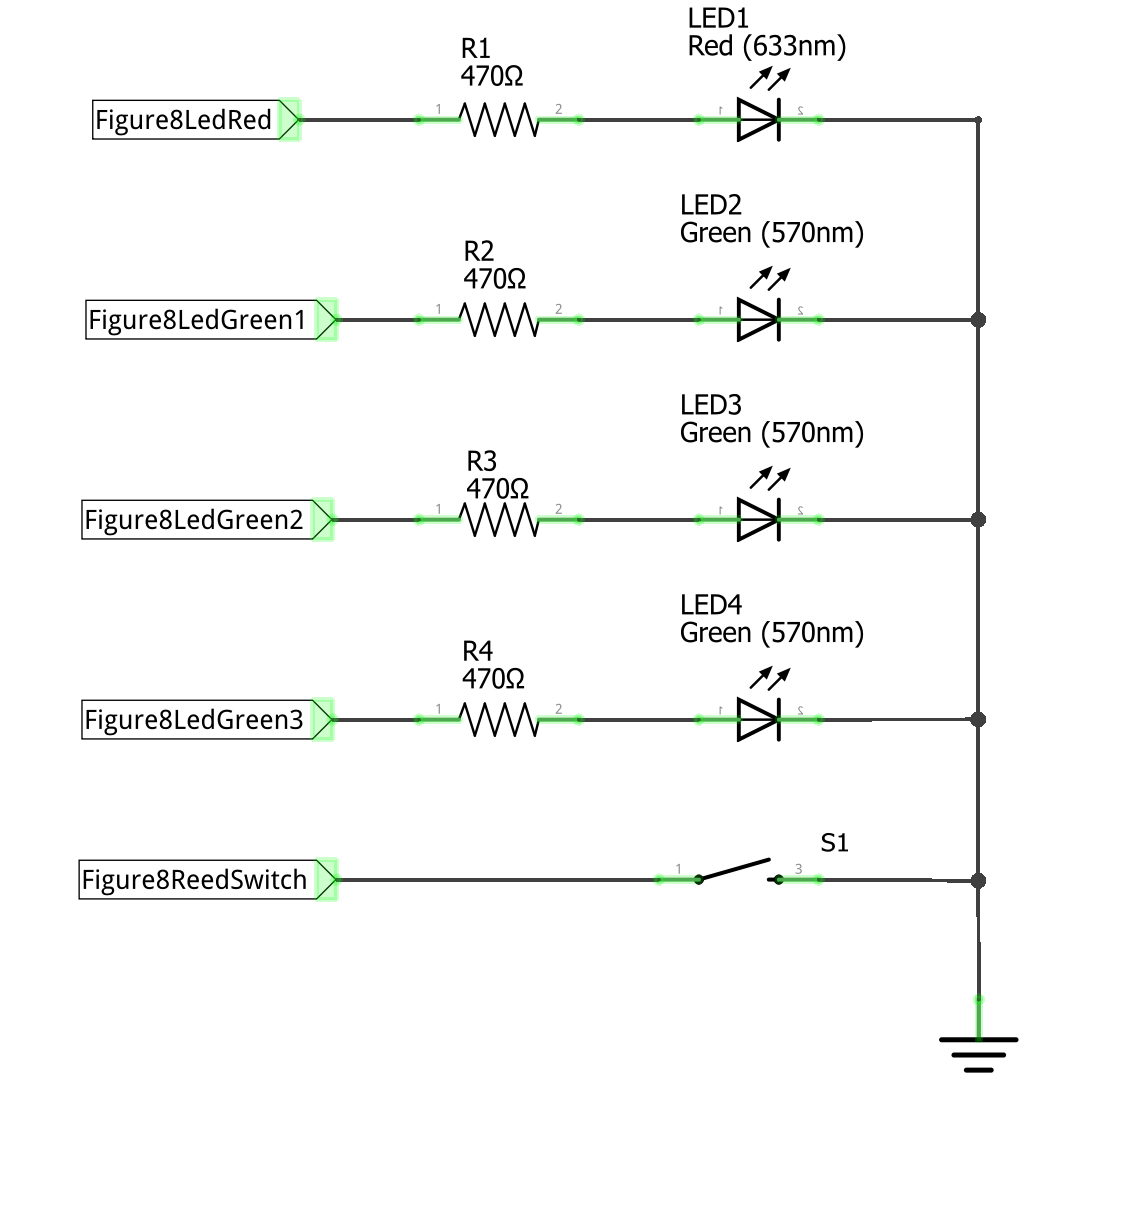 LED1
Red (633nm)
R1
470Ω
Figure8LedRed
1
2
1
2
LED2
Green (570nm)
R2
470Ω
Figure8LedGreen1
1
2
1
2
LED3
Green (570nm)
R3
470Ω
Figure8LedGreen2
1
2
1
2
LED4
Green (570nm)
R4
470Ω
Figure8LedGreen3
1
2
1
2
S1
Figure8ReedSwitch
1
3